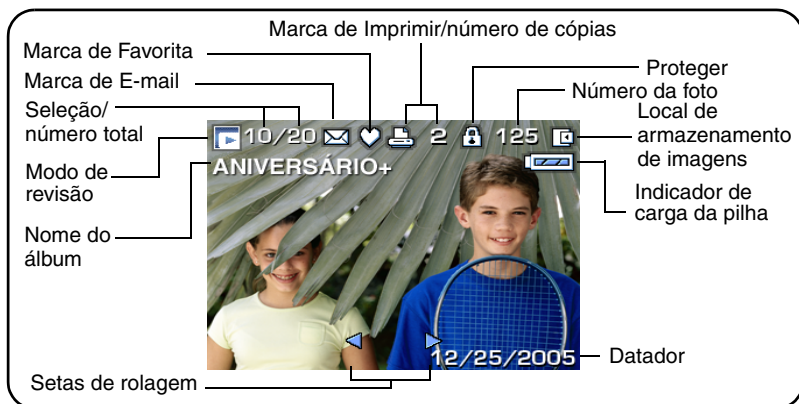 Marca de Imprimir/número de cópias
Marca de Favorita
Marca de E-mail
Seleção/
número total
Modo de
revisão
Nome do
álbum
Proteger
Número da foto
Local de
armazenamento
de imagens
Indicador de
carga da pilha
10/20 2 125
ANIVERSÁRIO+
12/25/2005
Datador
Setas de rolagem